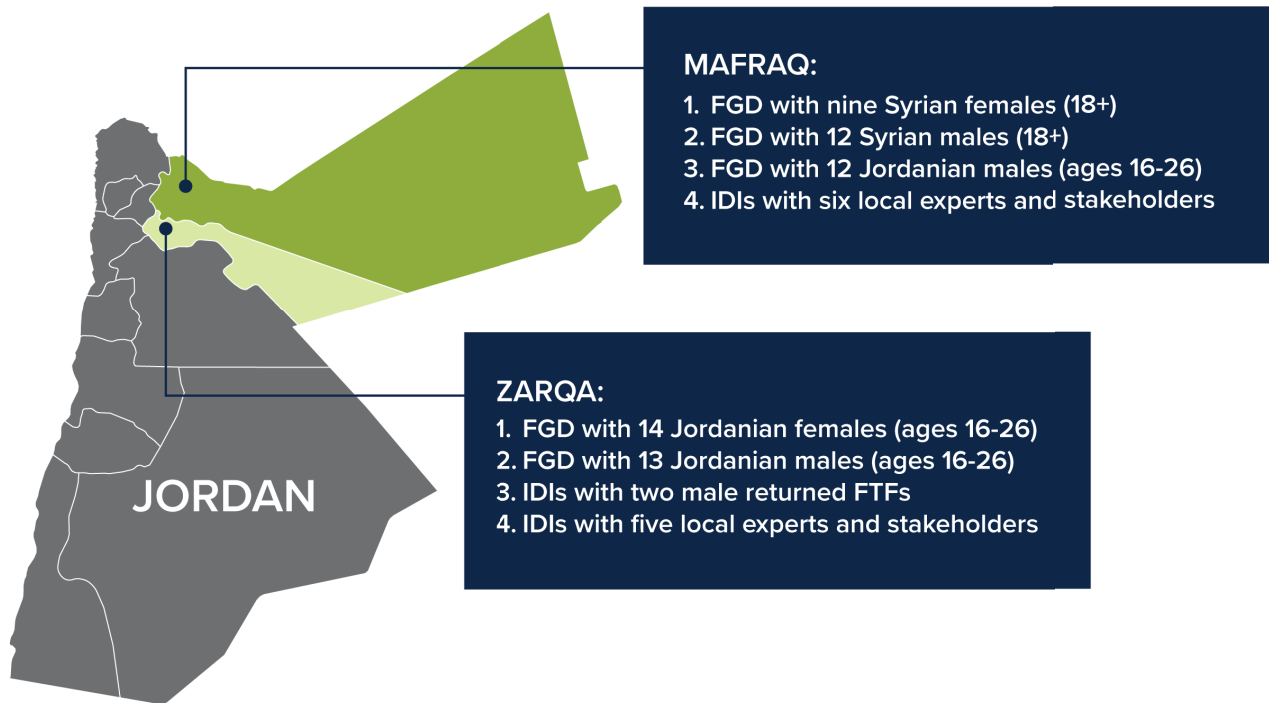 MAFRAQ:
1. FGD with nine Syrian females (18+)
2. FGD with 12 Syrian males (18+)
3. FGD with 12 Jordanian males (ages 16-26)
4. IDIs with six local experts and stakeholders
ZARQA:
1. FGD with 14 Jordanian females (ages 16-26)
2. FGD with 13 Jordanian males (ages 16-26)
3. IDIs with two male returned FTFs
4. IDIs with five local experts and stakeholders
JORDAN